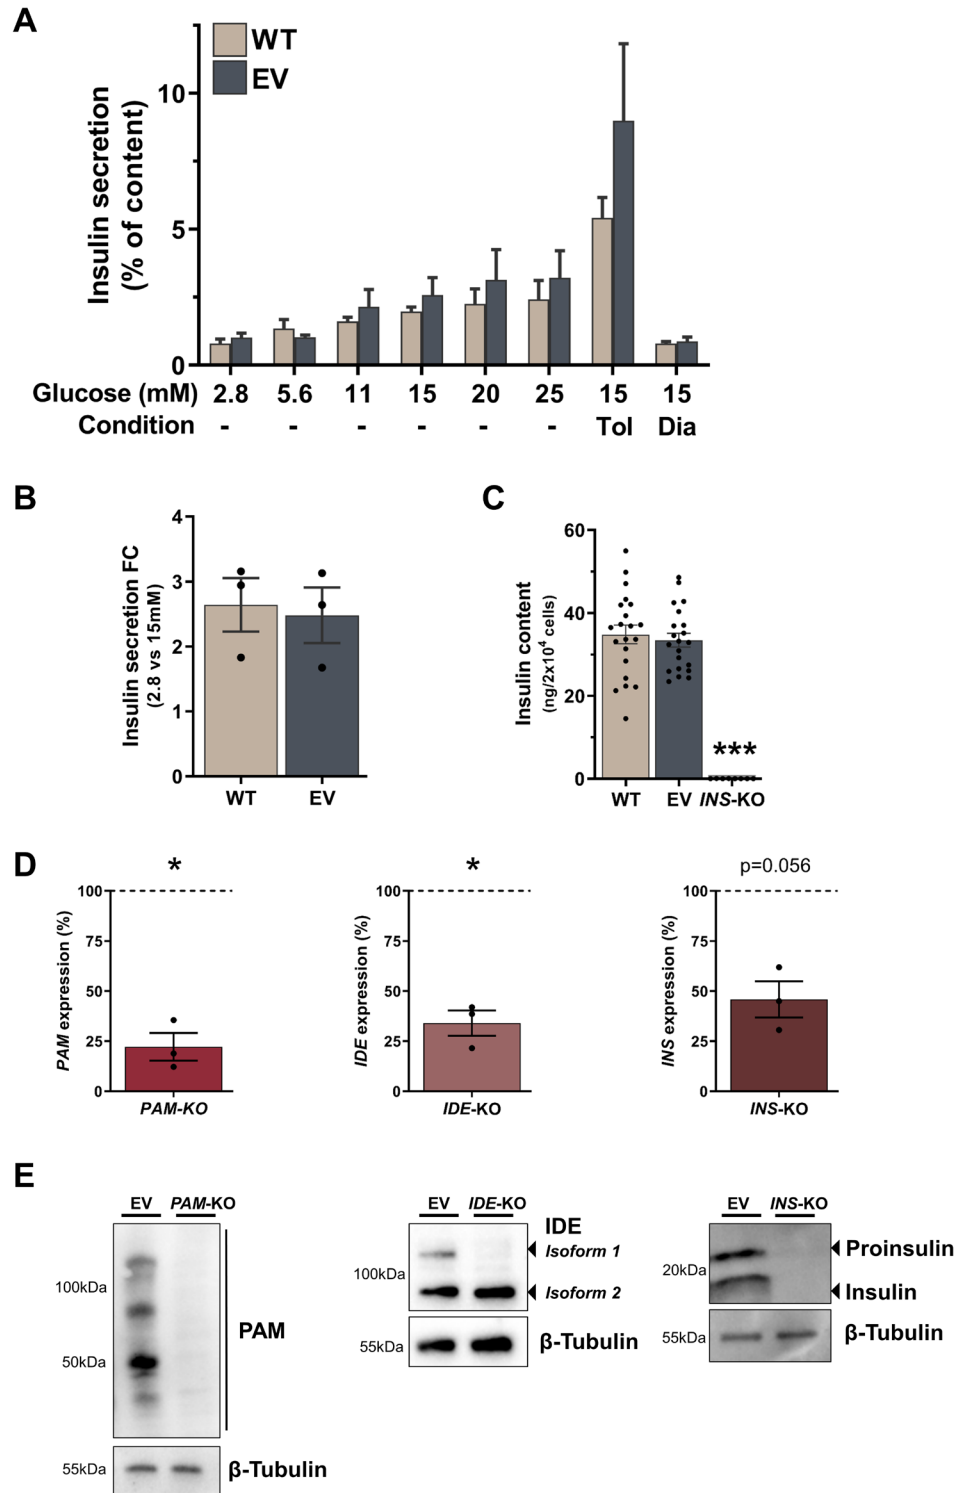 A
WT
EV
Insulin secretion
(% of content)
10
5
0
Glucose (mM) 2.8 5.6 11 15 20 25 15 15
Condition - - - - - - Tol Dia
B
Insulin secretion FC
(2.8 vs 15mM)
4
3
2
1
0
WT EV
C
Insulin content
(ng/2x10⁴ cells)
60
40
20
0
***
WT EV INS-KO
D
*
PAM expression (%)
100
75
50
25
0
PAM-KO
*
IDE expression (%)
100
75
50
25
0
IDE-KO
p=0.056
INS expression (%)
100
75
50
25
0
INS-KO
E
EV PAM-KO
100kDa
50kDa
PAM
55kDa
β-Tubulin
EV IDE-KO
IDE
Isoform 1
100kDa
Isoform 2
55kDa
β-Tubulin
EV INS-KO
Proinsulin
20kDa
Insulin
55kDa
β-Tubulin